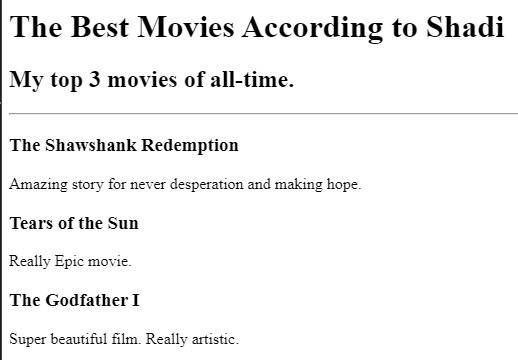 The Best Movies According to Shadi
My top 3 movies of all-time.
The Shawshank Redemption
Amazing story for never desperation and making hope.
Tears of the Sun
Really Epic movie.
The Godfather I
Super beautiful film. Really artistic.